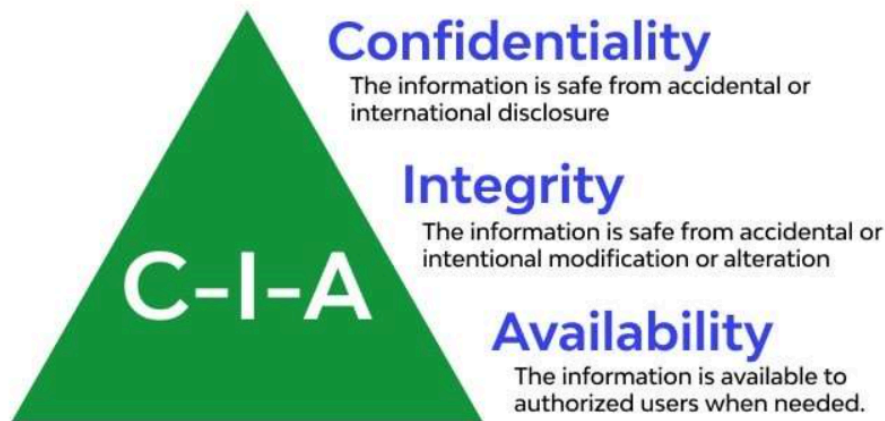 Confidentiality
The information is safe from accidental or
international disclosure
Integrity
The information is safe from accidental or
intentional modification or alteration
C-I-A
Availability
The information is available to
authorized users when needed.